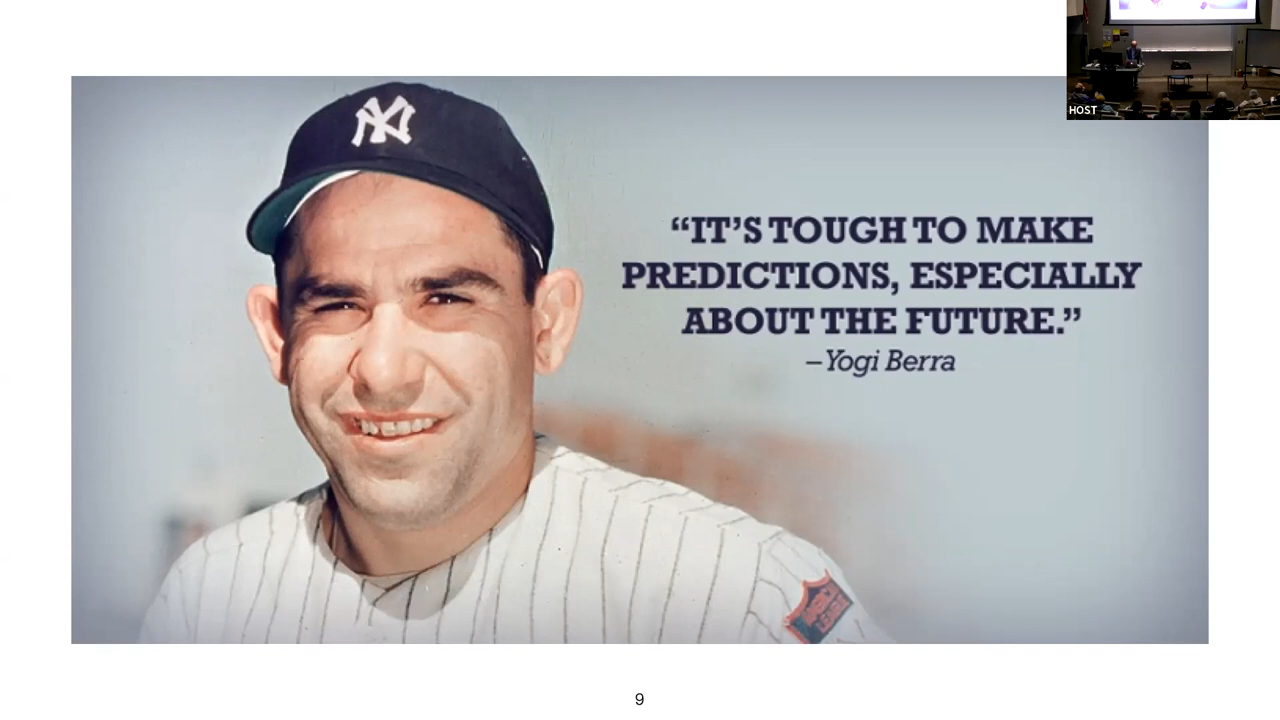 HOST
NY
“IT’S TOUGH TO MAKE
PREDICTIONS, ESPECIALLY
ABOUT THE FUTURE.”
–Yogi Berra
9